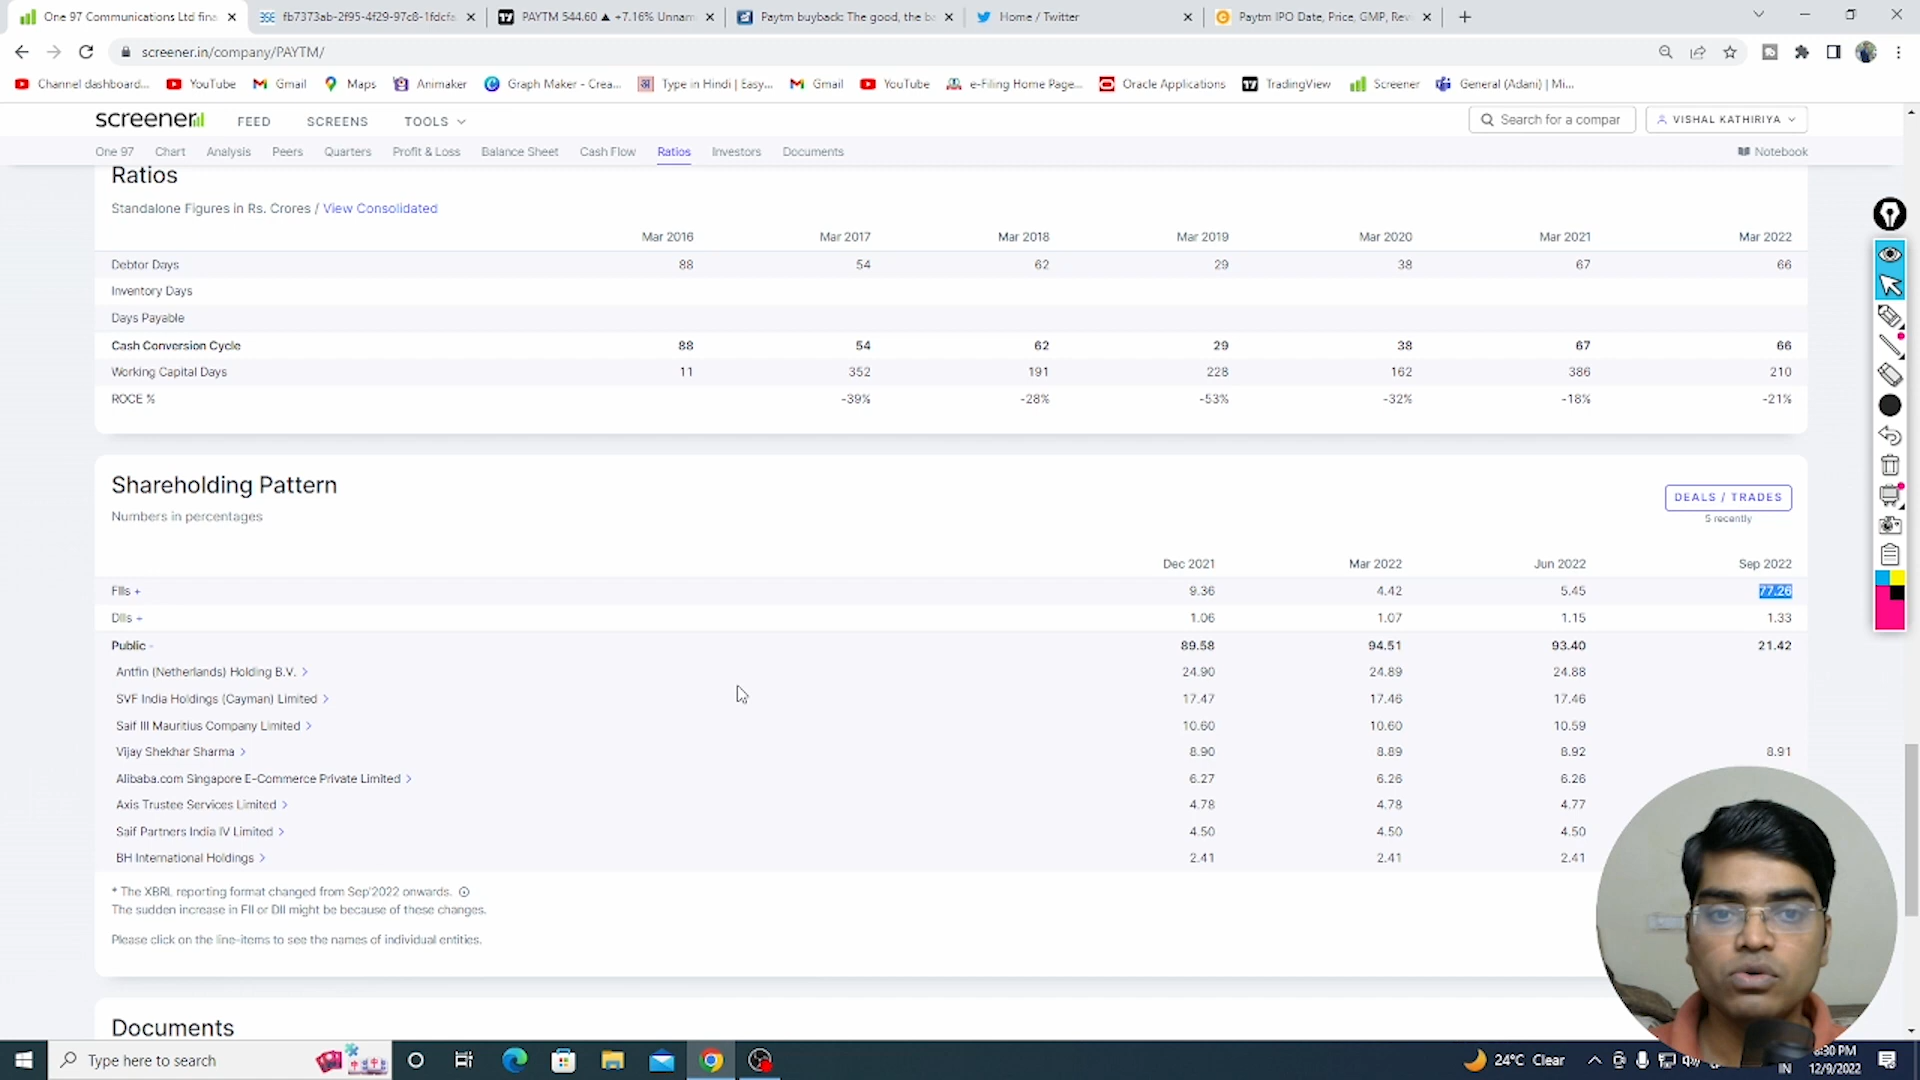 One 97 Communications Ltd fina
fb7373ab-2f95-4f29-97c8-1fdcfa
PAYTM 544.60 ▲ +7.16% Unnam
Paytm buyback: The good, the ba
Home / Twitter
Paytm IPO Date, Price, GMP, Rev
screener.in/company/PAYTM/
Channel dashboard...
YouTube
Gmail
Maps
Animaker
Graph Maker - Crea...
Type in Hindi | Easy...
Gmail
YouTube
e-Filing Home Page...
Oracle Applications
TradingView
Screener
General (Adani) | Mi...
screener
FEED
SCREENS
TOOLS
Search for a compar
VISHAL KATHIRIYA
One 97
Chart
Analysis
Peers
Quarters
Profit & Loss
Balance Sheet
Cash Flow
Ratios
Investors
Documents
Notebook
Ratios
Standalone Figures in Rs. Crores / View Consolidated
Mar 2016 Mar 2017 Mar 2018 Mar 2019 Mar 2020 Mar 2021 Mar 2022
Debtor Days 88 54 62 29 38 67 66
Inventory Days
Days Payable
Cash Conversion Cycle 88 54 62 29 38 67 66
Working Capital Days 11 352 191 228 162 386 210
ROCE % -39% -28% -53% -32% -18% -21%
Shareholding Pattern
DEALS / TRADES
Numbers in percentages
5 recently
Dec 2021 Mar 2022 Jun 2022 Sep 2022
FIIs + 9.36 4.42 5.45 77.26
DIIs + 1.06 1.07 1.15 1.33
Public - 89.58 94.51 93.40 21.42
Antfin (Netherlands) Holding B.V. 24.90 24.89 24.88
SVF India Holdings (Cayman) Limited 17.47 17.46 17.46
Saif III Mauritius Company Limited 10.60 10.60 10.59
Vijay Shekhar Sharma 8.90 8.89 8.92 8.91
Alibaba.com Singapore E-Commerce Private Limited 6.27 6.26 6.26
Axis Trustee Services Limited 4.78 4.78 4.77
Saif Partners India IV Limited 4.50 4.50 4.50
BH International Holdings 2.41 2.41 2.41
* The XBRL reporting format changed from Sep'2022 onwards.
The sudden increase in FII or DII might be because of these changes.
Please click on the line-items to see the names of individual entities.
Documents
Type here to search
24°C Clear
:30 PM
IN
12/9/2022